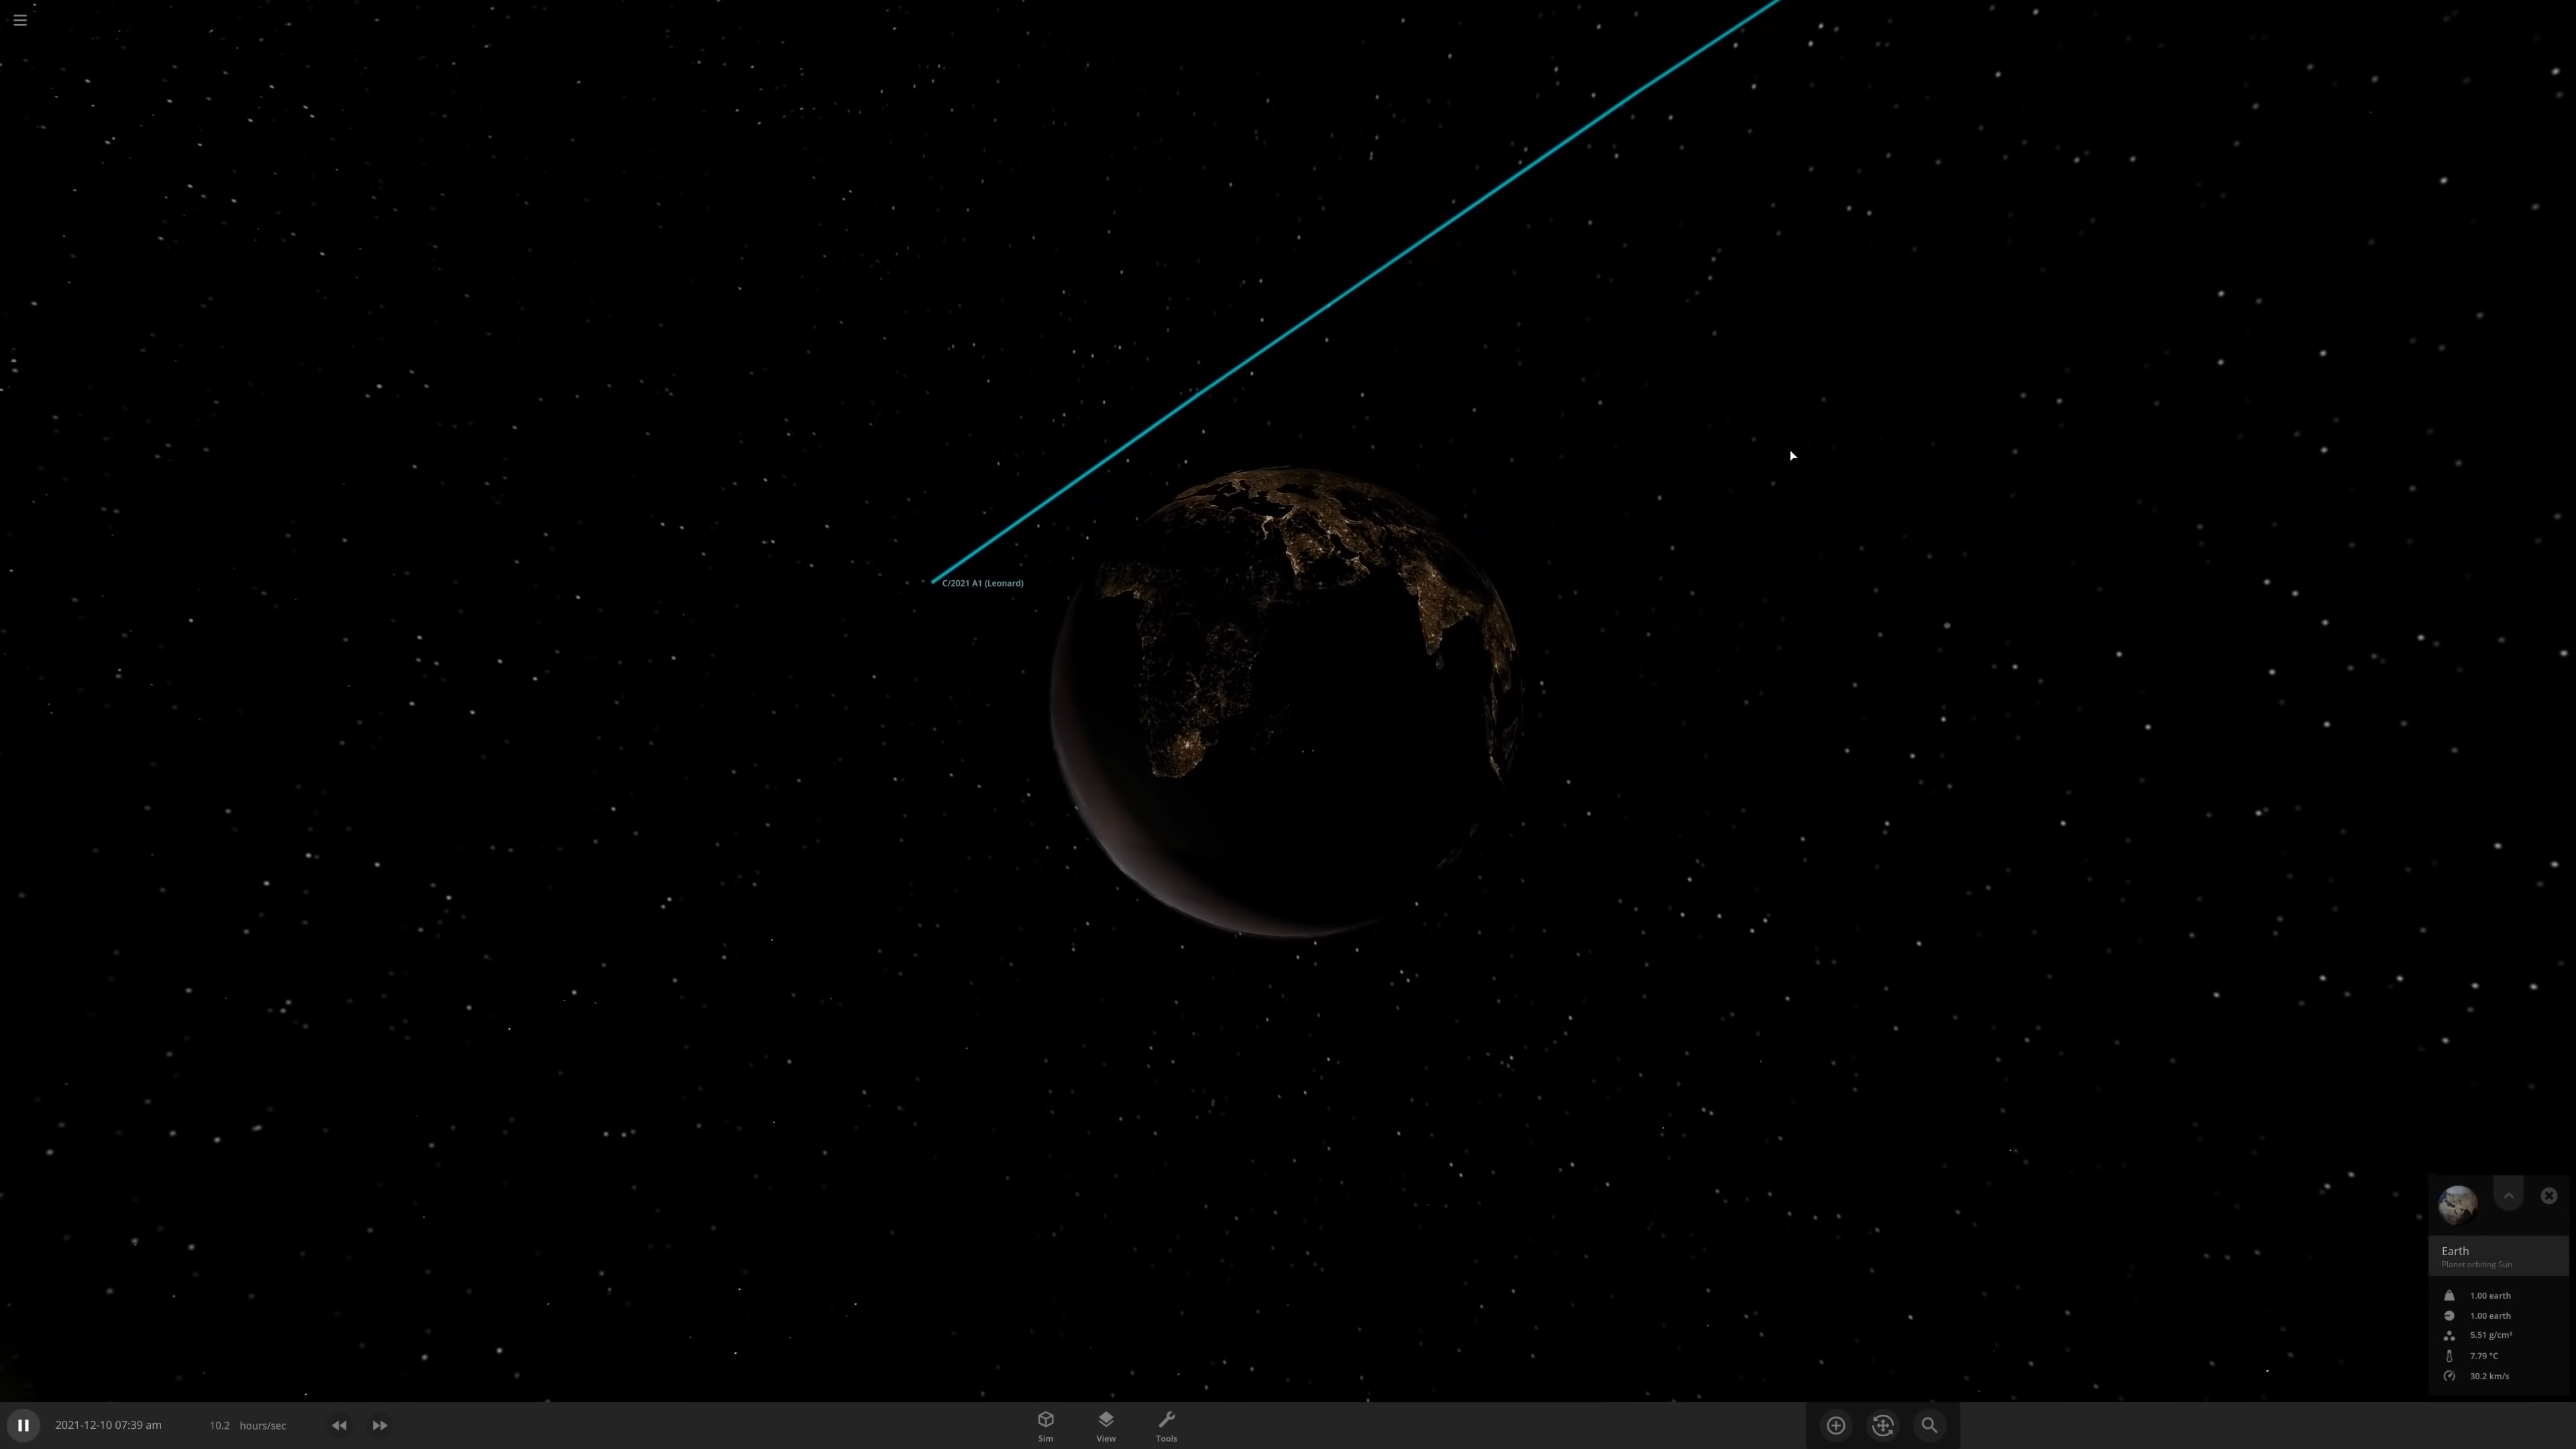 C/2021 A1 (Leonard)
Earth
Planet orbiting Sun
1.00 earth
1.00 earth
5.51 g/cm³
7.79 °C
30.2 km/s
2021-12-10 07:39 am 10.2 hours/sec
Sim View Tools